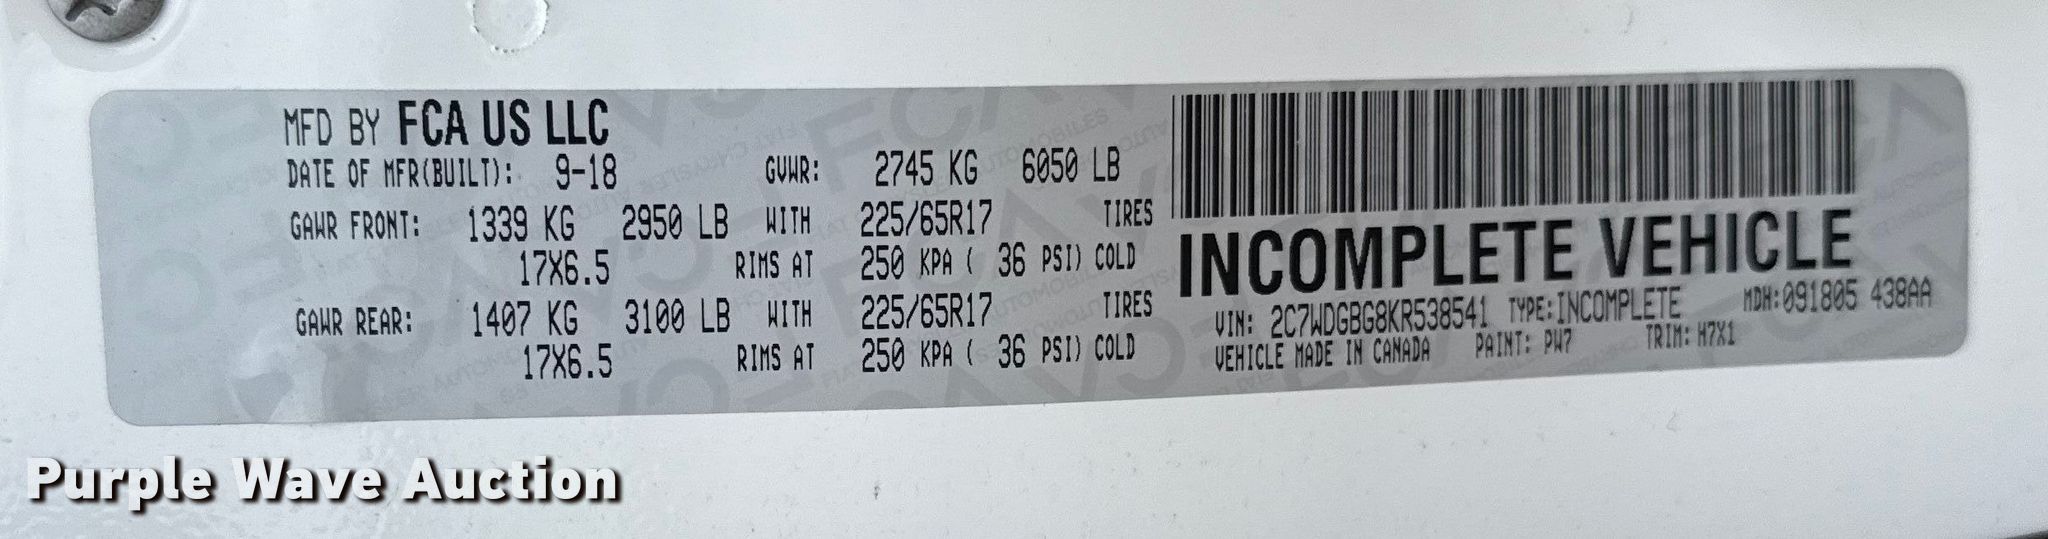 MFD BY FCA US LLC
DATE OF MFR(BUILT): 9-18 GVWR: 2745 KG 6050 LB
GAWR FRONT: 1339 KG 2950 LB WITH 225/65R17 TIRES
17X6.5 RIMS AT 250 KPA ( 36 PSI) COLD
GAWR REAR: 1407 KG 3100 LB WITH 225/65R17 TIRES
17X6.5 RIMS AT 250 KPA ( 36 PSI) COLD
INCOMPLETE VEHICLE
VIN: 2C7WDGBG8KR538541 TYPE:INCOMPLETE MDH:091805 438AA
VEHICLE MADE IN CANADA PAINT: PW7 TRIM: H7X1
Purple Wave Auction